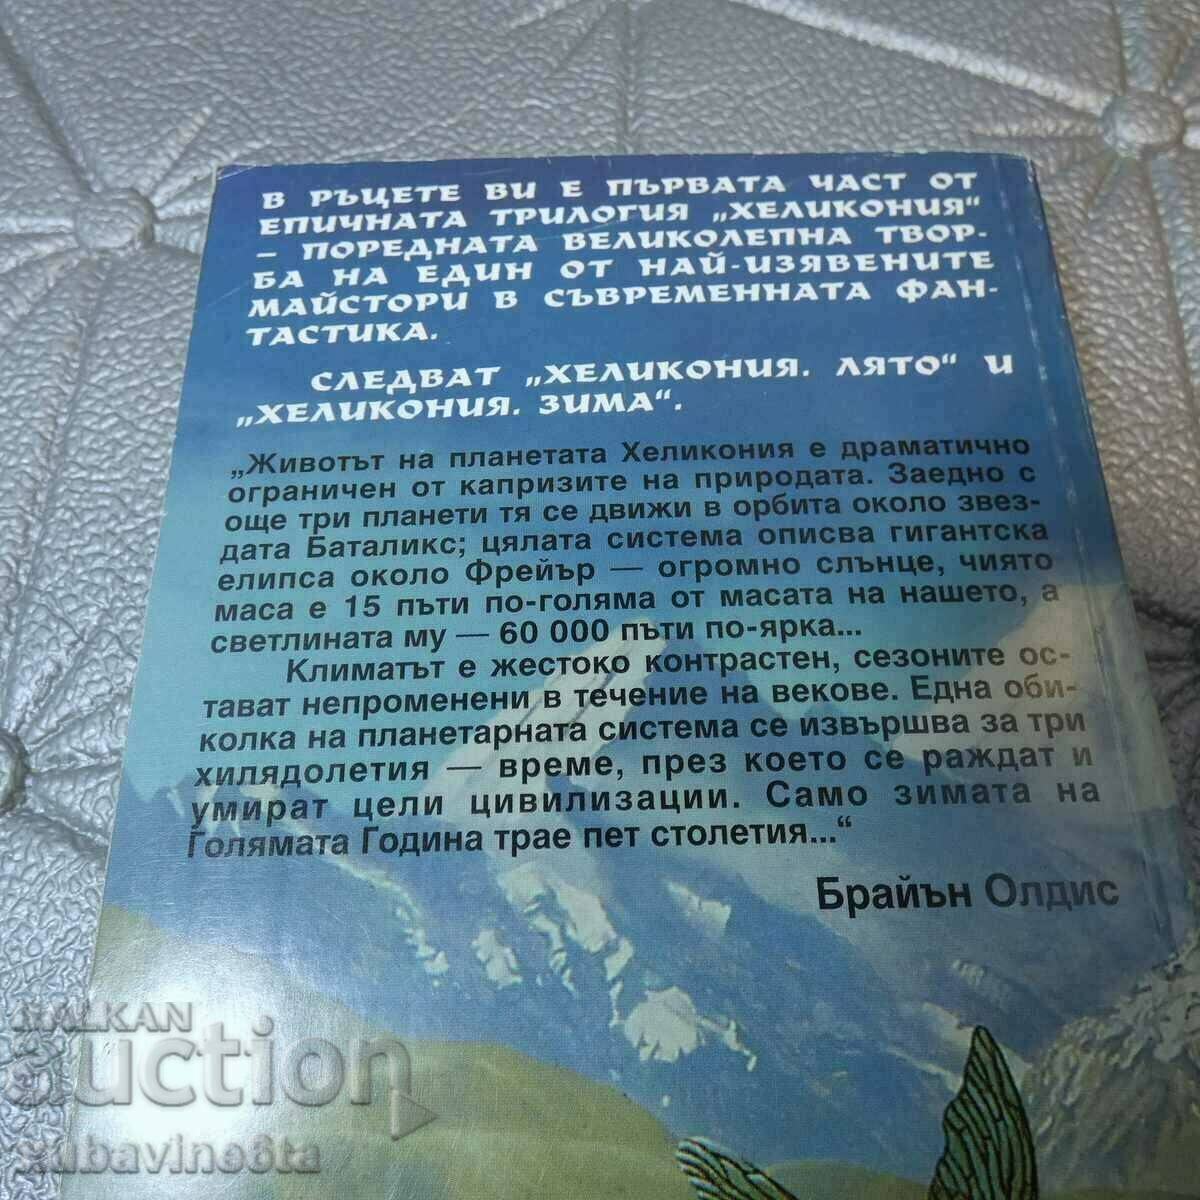 В РЪЦЕТЕ ВИ Е ПЪРВАТА ЧАСТ ОТ
ЕПИЧНАТА ТРИЛОГИЯ „ХЕЛИКОНИЯ“
– ПОРЕДНАТА ВЕЛИКОЛЕПНА ТВОР-
БА НА ЕДИН ОТ НАЙ-ИЗЯВЕНИТЕ
МАЙСТОРИ В СЪВРЕМЕННАТА ФАН-
ТАСТИКА.
СЛЕДВАТ „ХЕЛИКОНИЯ. ЛЯТО“ И
„ХЕЛИКОНИЯ. ЗИМА“.
„Животът на планетата Хеликония е драматично
ограничен от капризите на природата. Заедно с
още три планети тя се движи в орбита около звез-
дата Баталикс; цялата система описва гигантска
елипса около Фрейър — огромно слънце, чиято
маса е 15 пъти по-голяма от масата на нашето, а
светлината му — 60 000 пъти по-ярка...
Климатът е жестоко контрастен, сезоните ос-
тават непроменени в течение на векове. Една оби-
колка на планетарната система се извършва за три
хилядолетия — време, през което се раждат и
умират цели цивилизации. Само зимата на
Голямата Година трае пет столетия...“
Брайън Олдис
BALKAN
auction
xubavine6ta